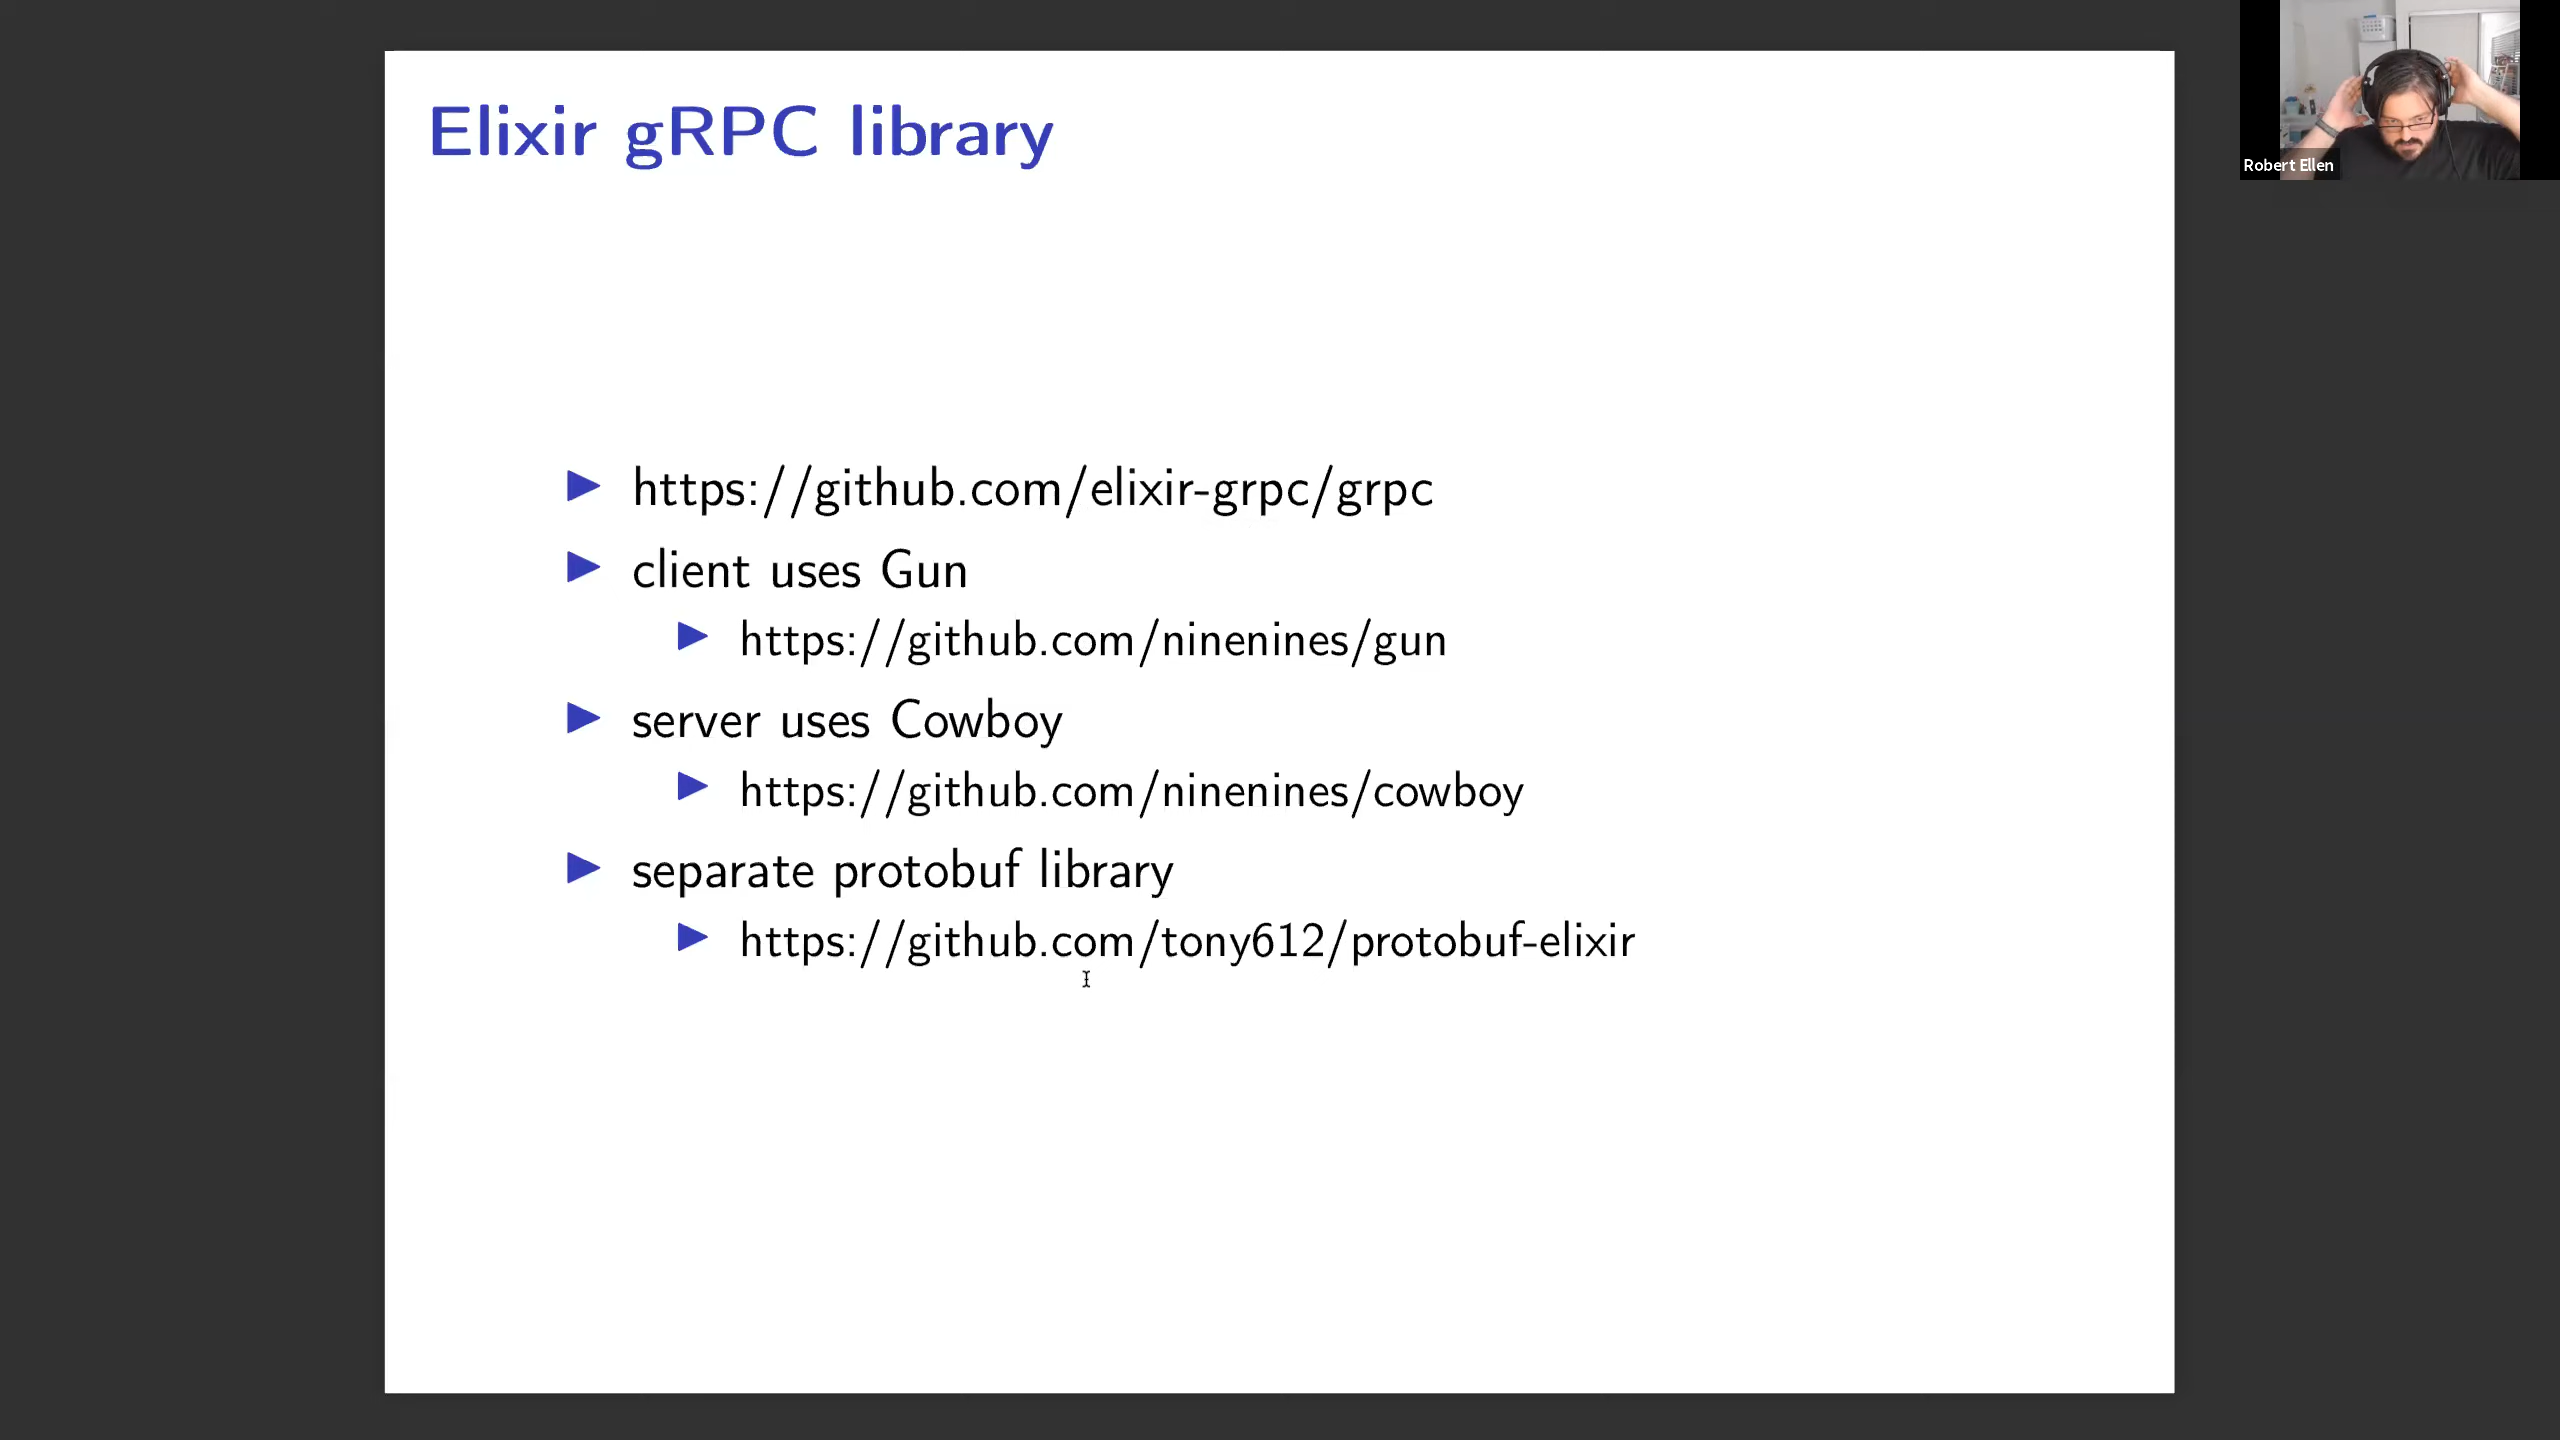 Elixir gRPC library
https://github.com/elixir-grpc/grpc
client uses Gun
https://github.com/ninenines/gun
server uses Cowboy
https://github.com/ninenines/cowboy
separate protobuf library
https://github.com/tony612/protobuf-elixir
Robert Ellen